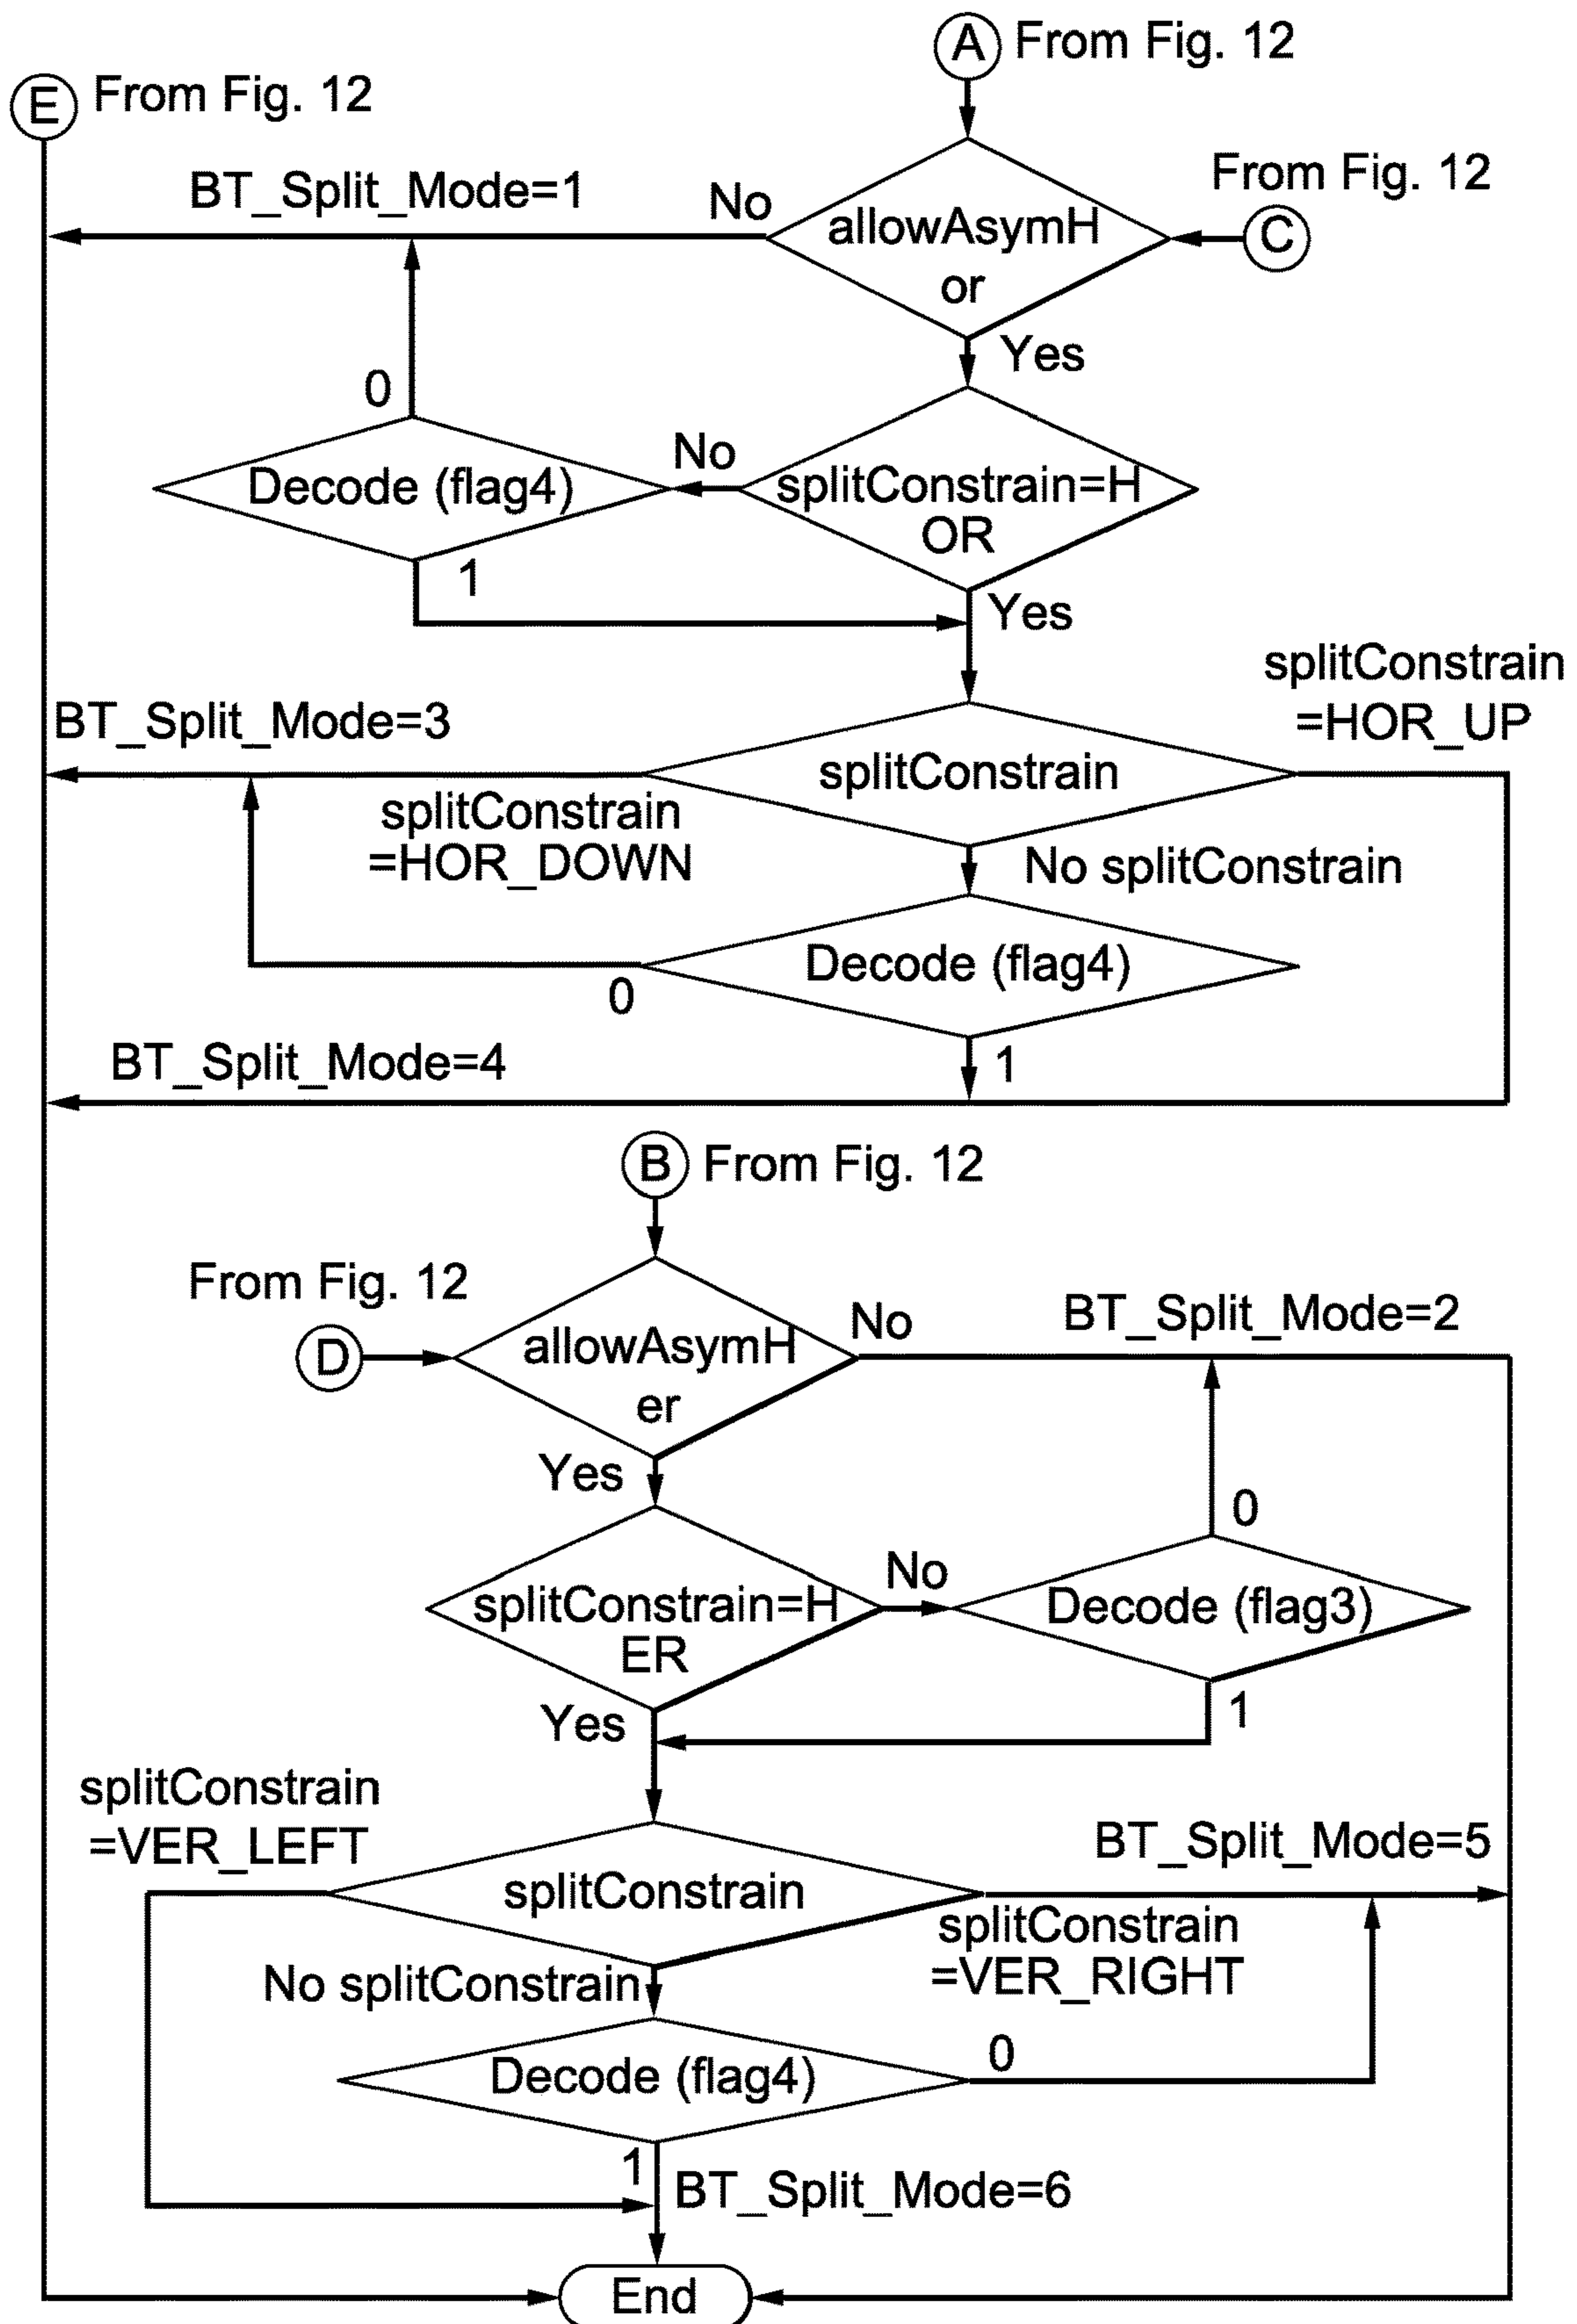 A From Fig. 12
E From Fig. 12
From Fig. 12
C
BT_Split_Mode=1
No
allowAsymH
or
Yes
0
Decode (flag4)
No
splitConstrain=H
OR
1
Yes
splitConstrain
=HOR_UP
BT_Split_Mode=3
splitConstrain
splitConstrain
=HOR_DOWN
No splitConstrain
Decode (flag4)
0
BT_Split_Mode=4
1
B From Fig. 12
From Fig. 12
D
allowAsymH
er
No
BT_Split_Mode=2
Yes
0
splitConstrain=H
ER
No
Decode (flag3)
Yes
1
splitConstrain
=VER_LEFT
BT_Split_Mode=5
splitConstrain
splitConstrain
=VER_RIGHT
No splitConstrain
Decode (flag4)
0
1
BT_Split_Mode=6
End